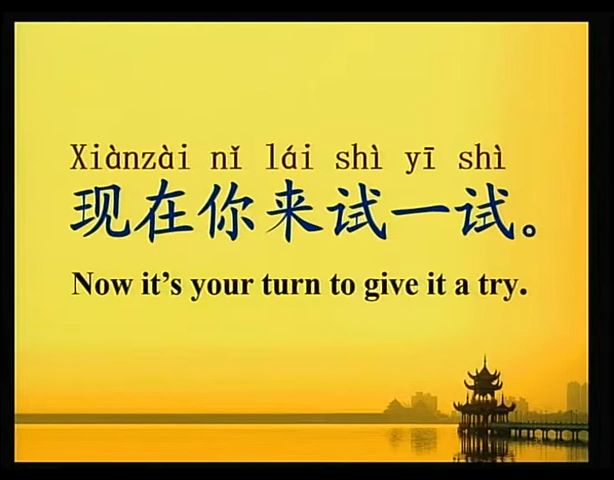 Xiànzài nǐ lái shì yī shì
现在你来试一试。
Now it's your turn to give it a try.